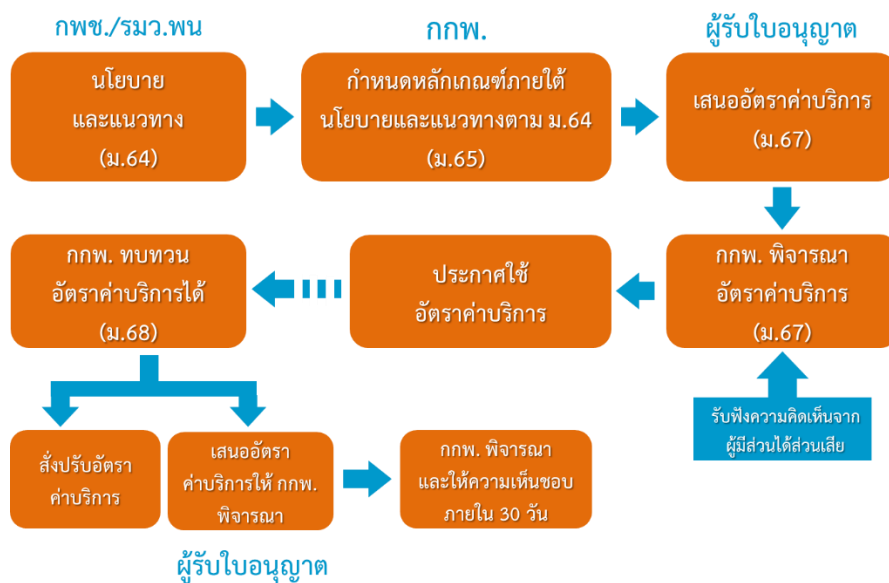 กพช./รมว.พน
กกพ.
ผู้รับใบอนุญาต
นโยบาย
และแนวทาง
(ม.64)
กำหนดหลักเกณฑ์ภายใต้
นโยบายและแนวทางตาม ม.64
(ม.65)
เสนออัตราค่าบริการ
(ม.67)
กกพ. พิจารณา
อัตราค่าบริการ
(ม.67)
ประกาศใช้
อัตราค่าบริการ
กกพ. ทบทวน
อัตราค่าบริการได้
(ม.68)
รับฟังความคิดเห็นจาก
ผู้มีส่วนได้ส่วนเสีย
สั่งปรับอัตรา
ค่าบริการ
เสนออัตรา
ค่าบริการให้ กกพ.
พิจารณา
กกพ. พิจารณา
และให้ความเห็นชอบ
ภายใน 30 วัน
ผู้รับใบอนุญาต